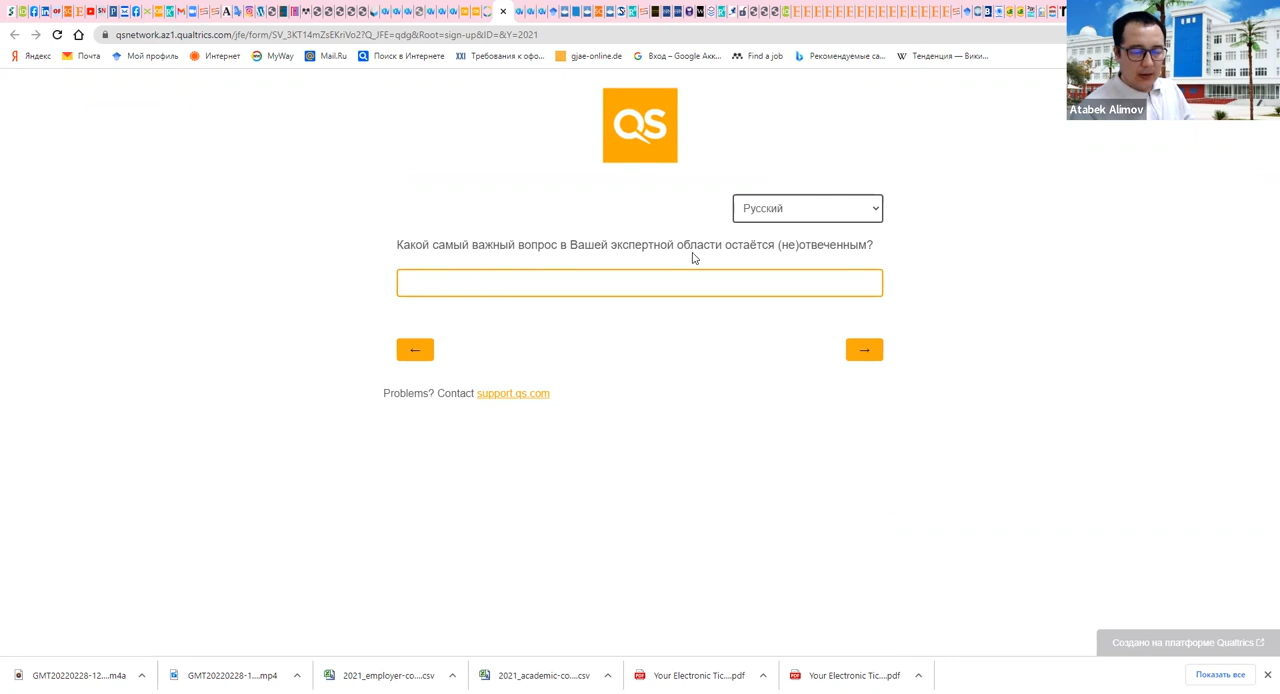 qsnetwork.az1.qualtrics.com/jfe/form/SV_3KT14mZsEKriVo2?Q_JFE=qdg&Root=sign-up&ID=&Y=2021
Яндекс Почта Мой профиль Интернет MyWay Mail.Ru Поиск в Интернете Требования к офо... gjae-online.de Вход – Google Акк... Find a job Рекомендуемые са... Тенденция — Вики...
Atabek Alimov
QS
Русский
Какой самый важный вопрос в Вашей экспертной области остаётся (не)отвеченным?
← →
Problems? Contact support.qs.com
Создано на платформе Qualtrics
GMT20220228-12....m4a GMT20220228-1....mp4 2021_employer-co....csv 2021_academic-co....csv Your Electronic Tic....pdf Your Electronic Tic....pdf Показать все